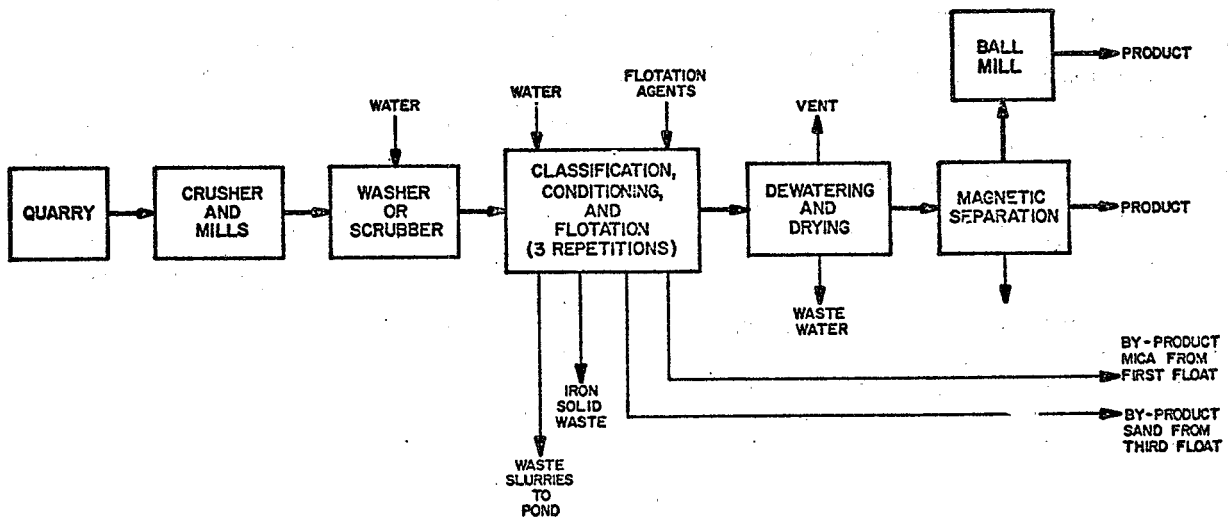 BALL
MILL
PRODUCT
WATER
WATER
FLOTATION
AGENTS
VENT
QUARRY
CRUSHER
AND
MILLS
WASHER
OR
SCRUBBER
CLASSIFICATION,
CONDITIONING,
AND
FLOTATION
(3 REPETITIONS)
DEWATERING
AND
DRYING
MAGNETIC
SEPARATION
PRODUCT
WASTE
WATER
BY-PRODUCT
MICA FROM
FIRST FLOAT
IRON
SOLID
WASTE
BY-PRODUCT
SAND FROM
THIRD FLOAT
WASTE
SLURRIES
TO
POND